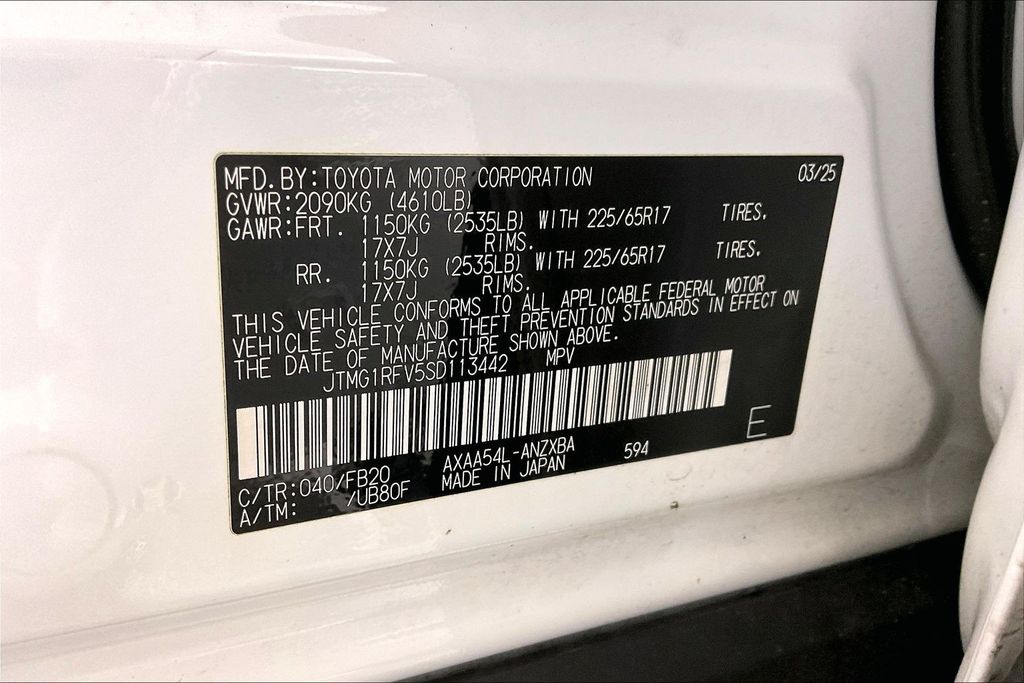 MFD. BY: TOYOTA MOTOR CORPORATION 03/25
GVWR: 2090KG (4610LB)
GAWR: FRT. 1150KG (2535LB) WITH 225/65R17 TIRES.
17X7J RIMS.
RR. 1150KG (2535LB) WITH 225/65R17 TIRES.
17X7J RIMS.
THIS VEHICLE CONFORMS TO ALL APPLICABLE FEDERAL MOTOR
VEHICLE SAFETY AND THEFT PREVENTION STANDARDS IN EFFECT ON
THE DATE OF MANUFACTURE SHOWN ABOVE.
JTMG1RFV5SD113442 MPV
E
C/TR: 040/FB20 AXAA54L-ANZXBA 594
A/TM: /UB80F MADE IN JAPAN